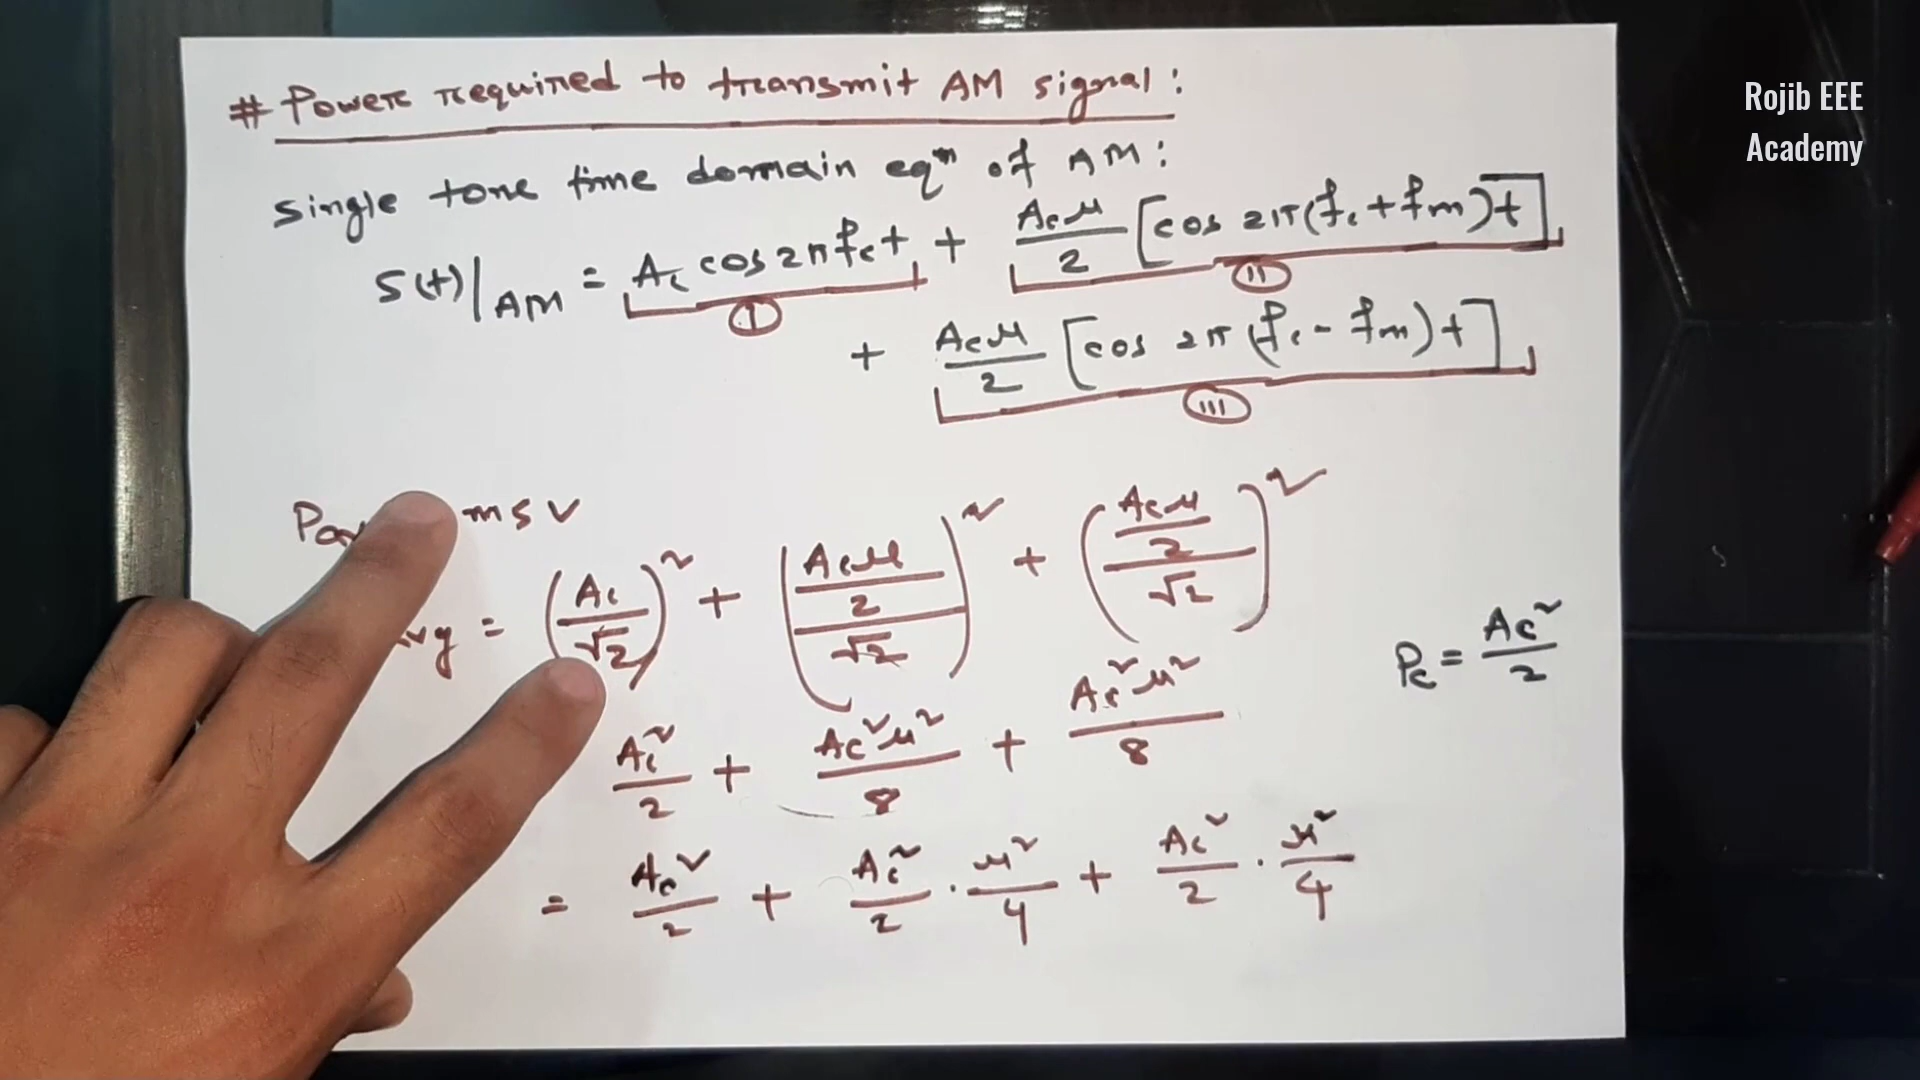 # Power required to transmit AM signal:
Single tone time domain eqⁿ of AM:
S(t)|AM = Ac cos 2πfct + Acμ/2 [cos 2π(fc+fm)t]
I
II
+ Acμ/2 [cos 2π(fc-fm)t]
III
msv
= (Ac/√2)² + (Acμ/2/√2)² + (Acμ/2/√2)²
Pc = Ac²/2
Ac²/2 + Ac²μ²/8 + Ac²μ²/8
= Ac²/2 + Ac²/2 · μ²/4 + Ac²/2 · μ²/4
Rojib EEE
Academy